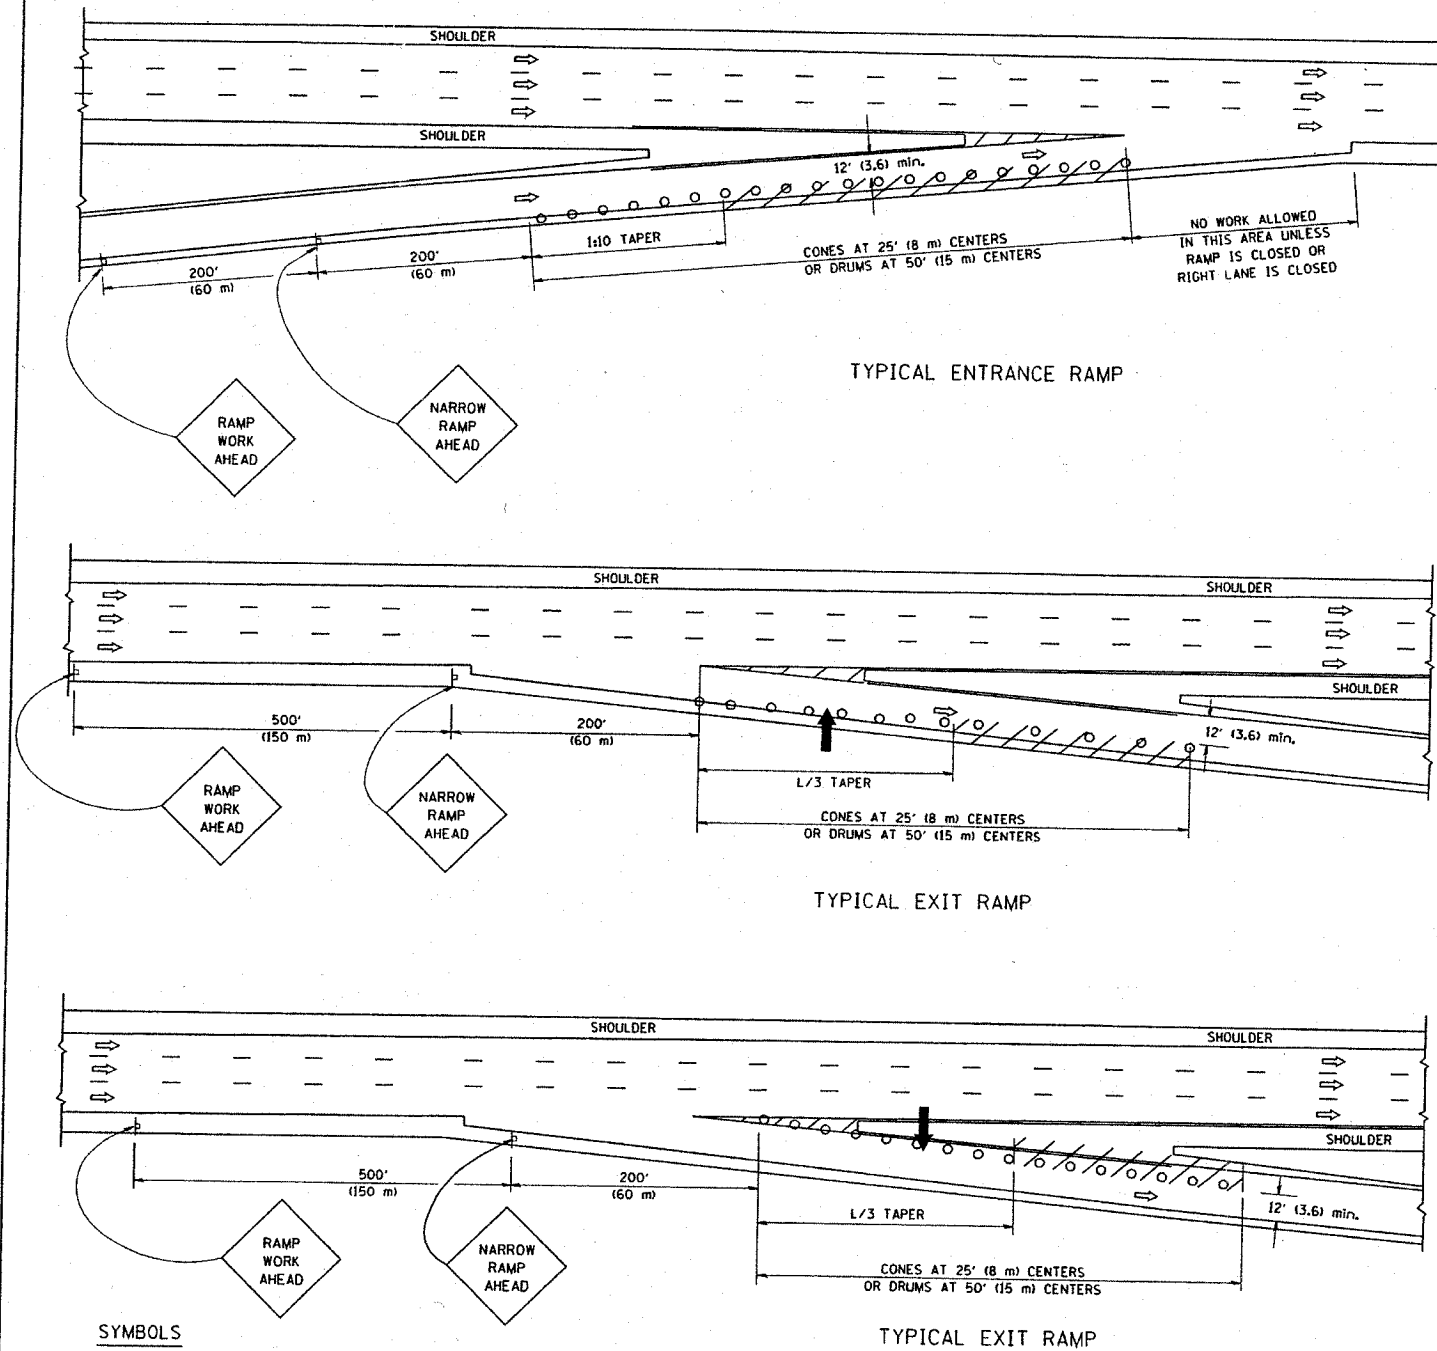 SHOULDER
SHOULDER
12' (3.6) min.
1:10 TAPER
200'
(60 m)
200'
(60 m)
CONES AT 25' (8 m) CENTERS
OR DRUMS AT 50' (15 m) CENTERS
NO WORK ALLOWED
IN THIS AREA UNLESS
RAMP IS CLOSED OR
RIGHT LANE IS CLOSED
TYPICAL ENTRANCE RAMP
RAMP
WORK
AHEAD
NARROW
RAMP
AHEAD
SHOULDER
SHOULDER
SHOULDER
500'
(150 m)
200'
(60 m)
12' (3.6) min.
L/3 TAPER
CONES AT 25' (8 m) CENTERS
OR DRUMS AT 50' (15 m) CENTERS
RAMP
WORK
AHEAD
NARROW
RAMP
AHEAD
TYPICAL EXIT RAMP
SHOULDER
SHOULDER
SHOULDER
500'
(150 m)
200'
(60 m)
12' (3.6) min.
L/3 TAPER
CONES AT 25' (8 m) CENTERS
OR DRUMS AT 50' (15 m) CENTERS
RAMP
WORK
AHEAD
NARROW
RAMP
AHEAD
SYMBOLS
TYPICAL EXIT RAMP